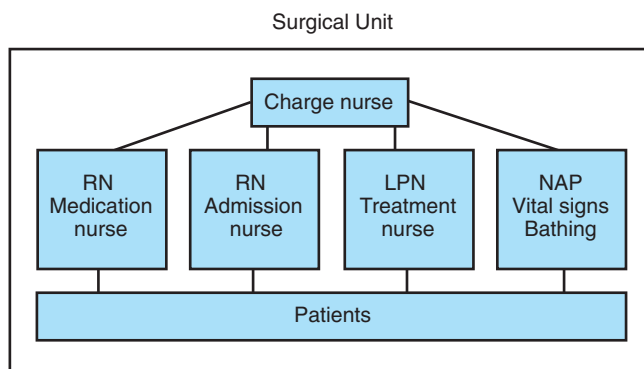 Surgical Unit
Charge nurse
RN
Medication
nurse
RN
Admission
nurse
LPN
Treatment
nurse
NAP
Vital signs
Bathing
Patients